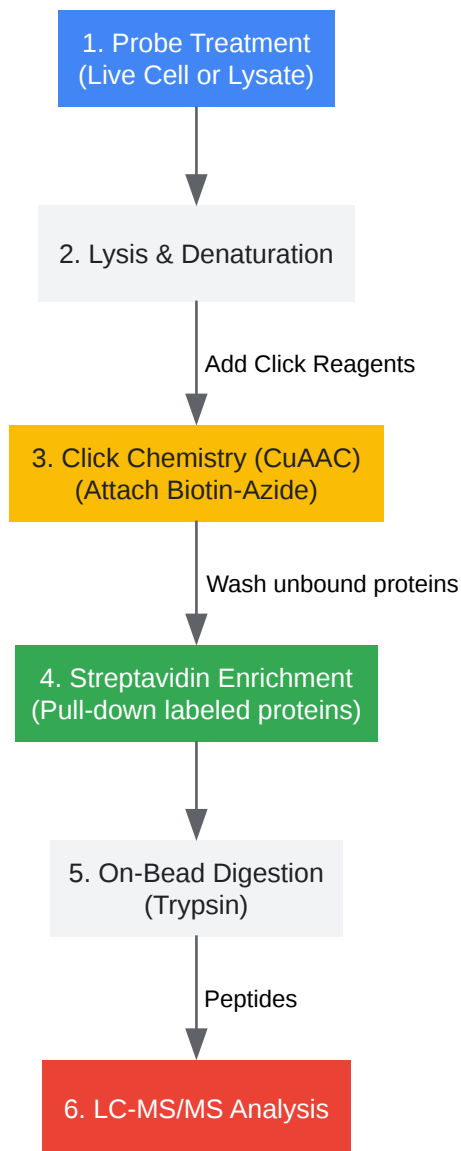 1. Probe Treatment
(Live Cell or Lysate)
2. Lysis & Denaturation
Add Click Reagents
3. Click Chemistry (CuAAC)
(Attach Biotin-Azide)
Wash unbound proteins
4. Streptavidin Enrichment
(Pull-down labeled proteins)
5. On-Bead Digestion
(Trypsin)
Peptides
6. LC-MS/MS Analysis